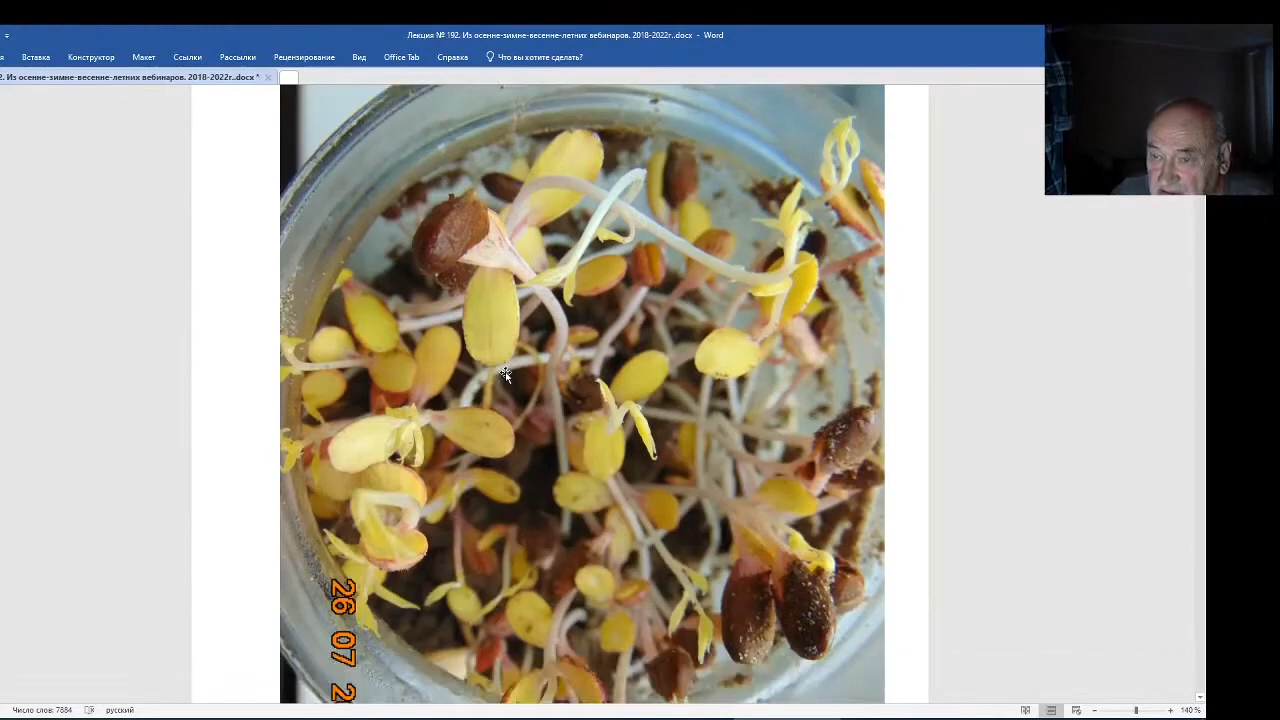 Лекция № 192. Из осенне-зимне-весенне-летних вебинаров. 2018-2022г..docx - Word
Вставка Конструктор Макет Ссылки Рассылки Рецензирование Вид Office Tab Справка Что вы хотите сделать?
2. Из осенне-зимне-весенне-летних вебинаров. 2018-2022г..docx *
26 07 2
Число слов: 7884 русский 140 %